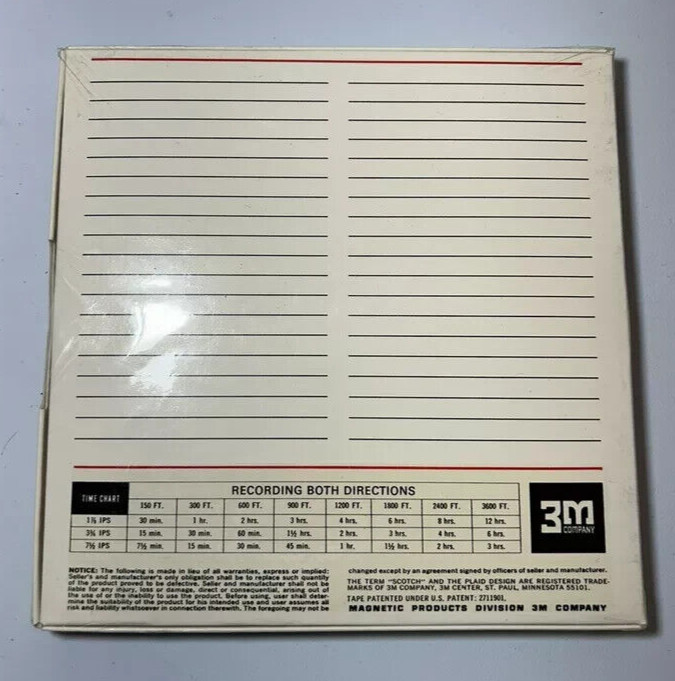 RECORDING BOTH DIRECTIONS
TIME CHART
150 FT. 300 FT. 600 FT. 900 FT. 1200 FT. 1800 FT. 2400 FT. 3600 FT.
1⅞ IPS 30 min. 1 hr. 2 hrs. 3 hrs. 4 hrs. 6 hrs. 8 hrs. 12 hrs.
3¾ IPS 15 min. 30 min. 60 min. 1½ hrs. 2 hrs. 3 hrs. 4 hrs. 6 hrs.
7½ IPS 7½ min. 15 min. 30 min. 45 min. 1 hr. 1½ hrs. 2 hrs. 3 hrs.
3M
COMPANY
NOTICE: The following is made in lieu of all warranties, express or implied:
Seller's and manufacturer's only obligation shall be to replace such quantity
of the product proved to be defective. Seller and manufacturer shall not be
liable for any injury, loss or damage, direct or consequential, arising out of
the use of or the inability to use the product. Before using, user shall deter-
mine the suitability of the product for his intended use and user assumes all
risk and liability whatsoever in connection therewith. The foregoing may not be
changed except by an agreement signed by officers of seller and manufacturer.
THE TERM "SCOTCH" AND THE PLAID DESIGN ARE REGISTERED TRADE-
MARKS OF 3M COMPANY, 3M CENTER, ST. PAUL, MINNESOTA 55101.
TAPE PATENTED UNDER U.S. PATENT: 2711901.
MAGNETIC PRODUCTS DIVISION 3M COMPANY